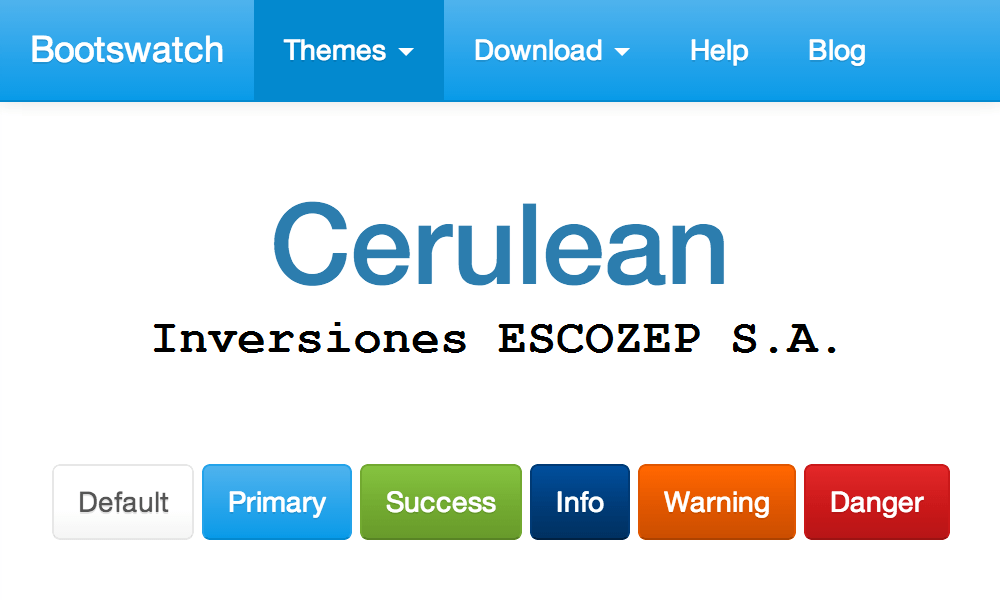 Bootswatch Themes Download Help Blog
Cerulean
Inversiones ESCOZEP S.A.
Default Primary Success Info Warning Danger